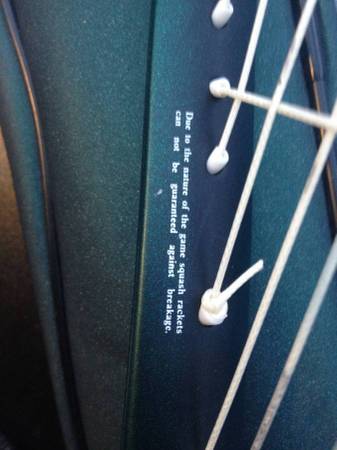 Due to the nature of the game squash rackets
can not be guaranteed against breakage.